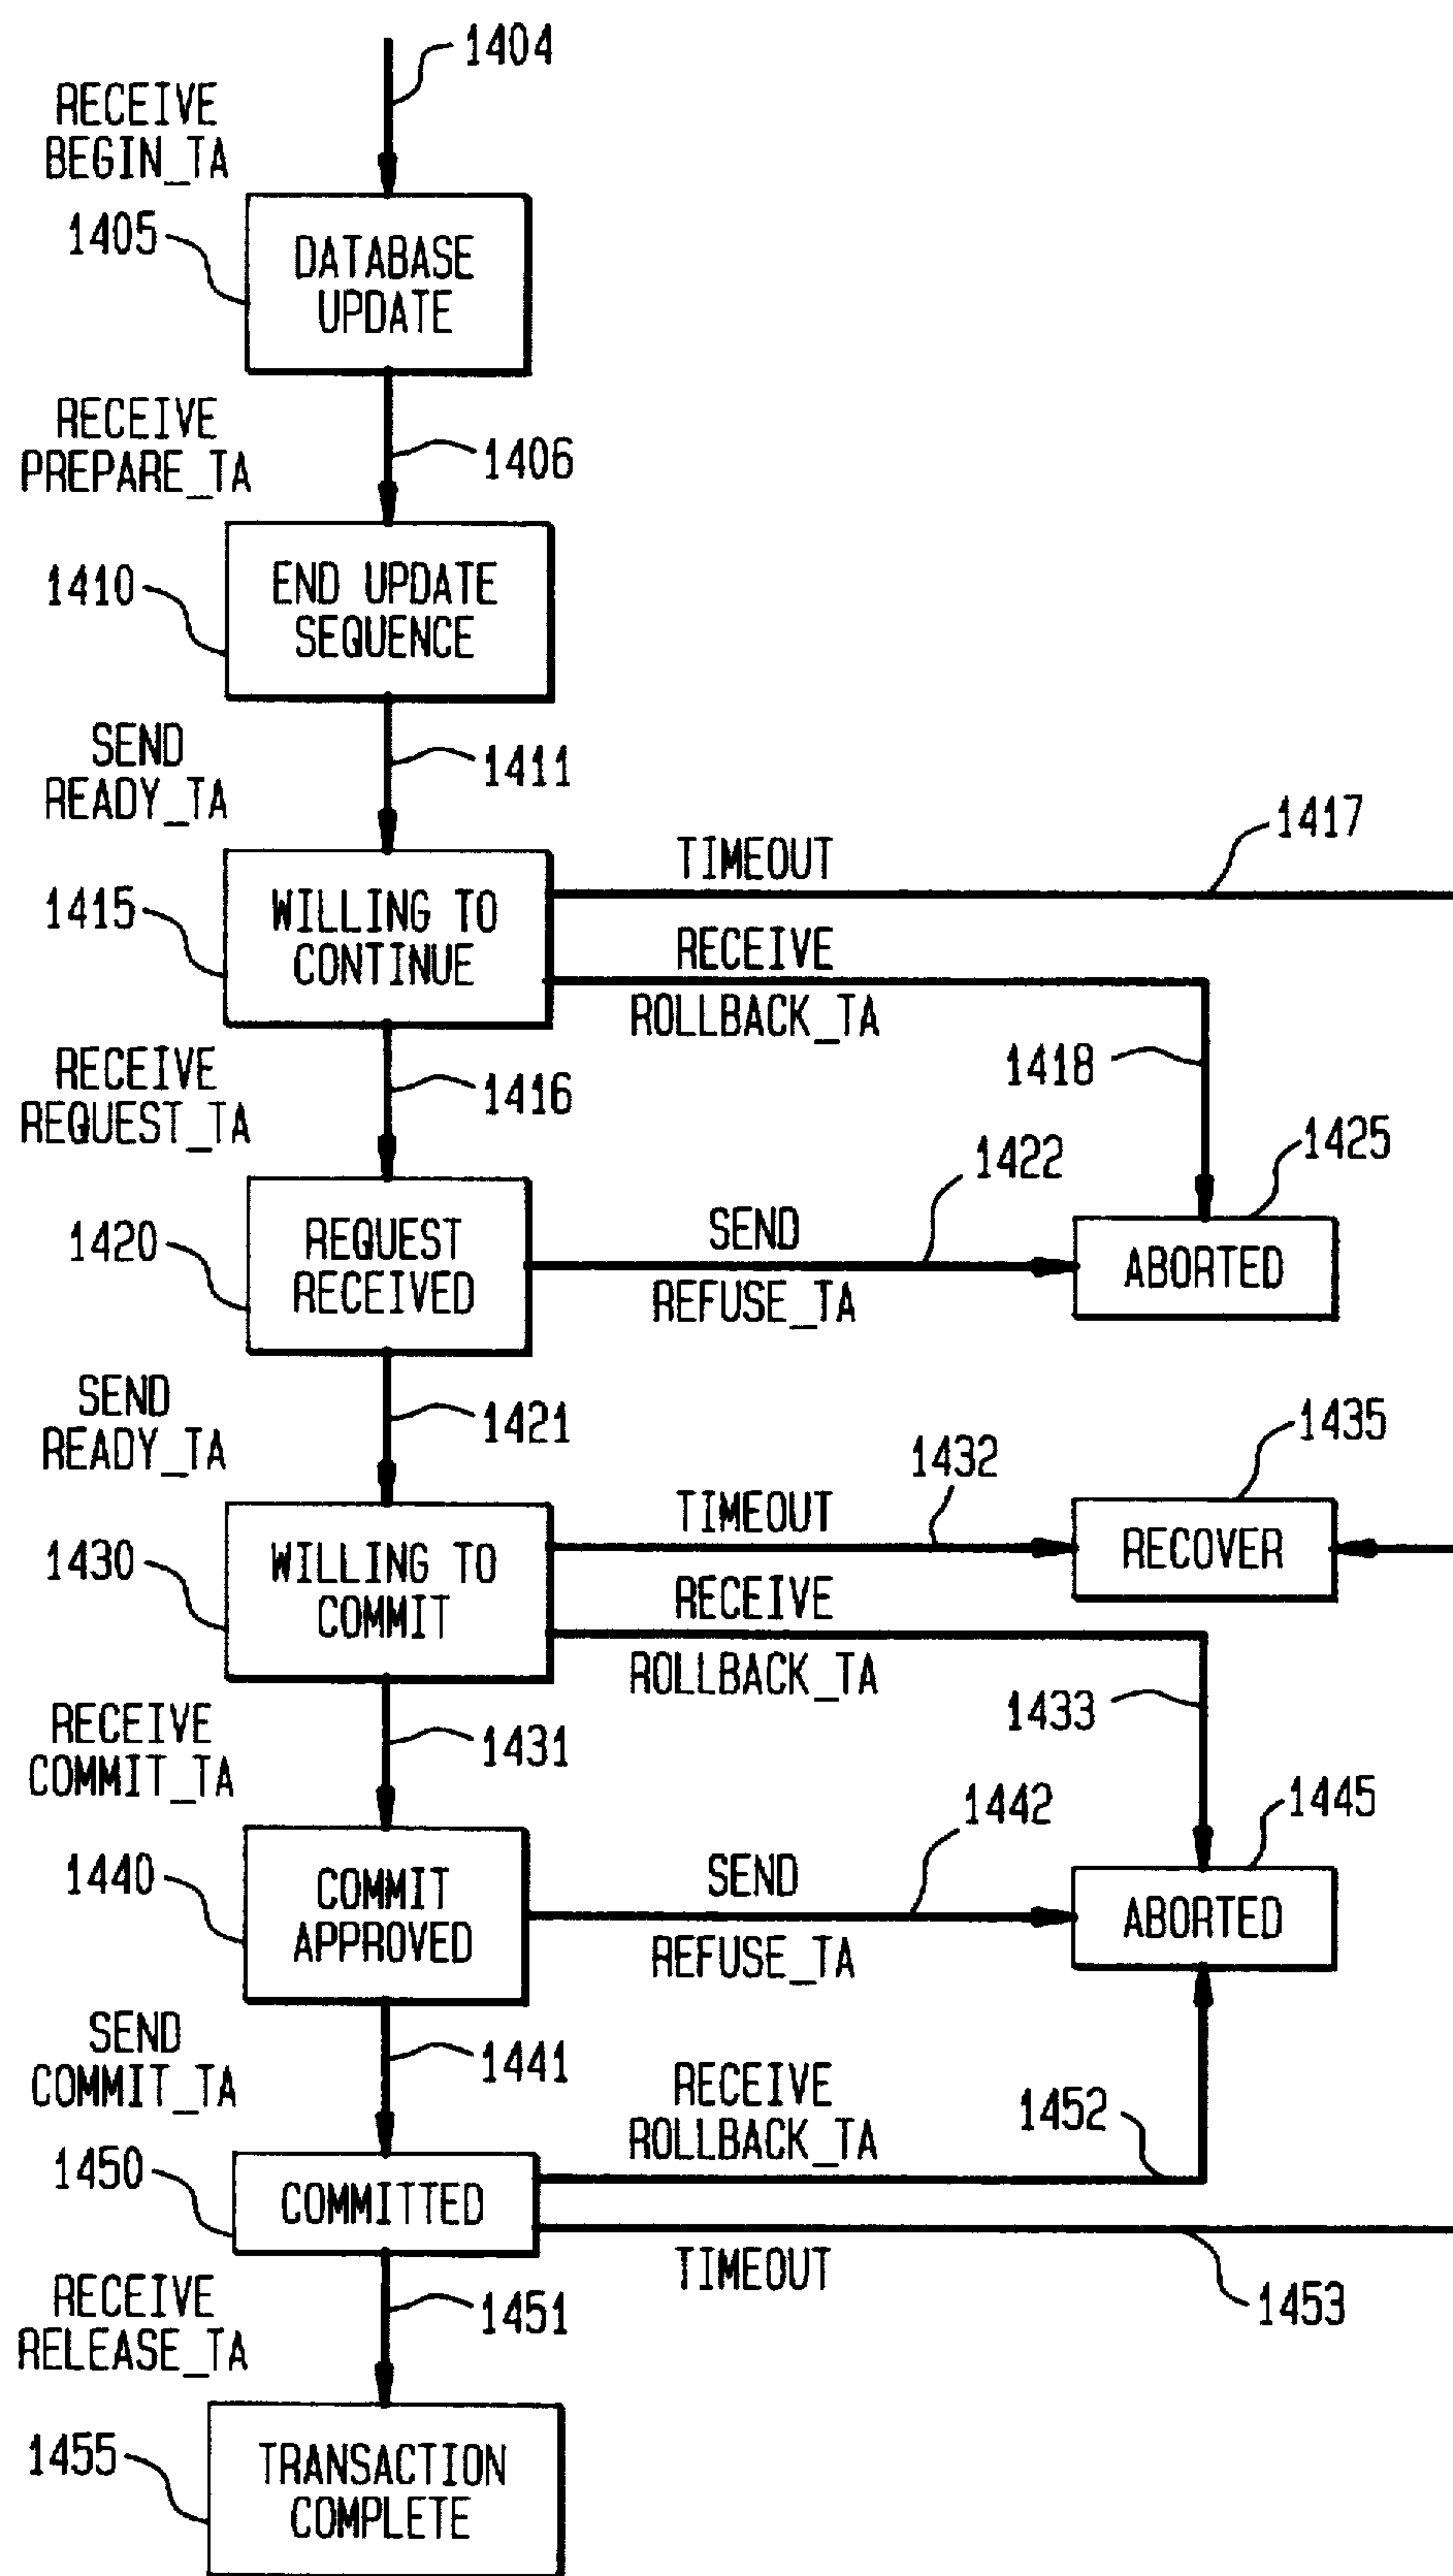 1404
RECEIVE
BEGIN_TA
1405
DATABASE
UPDATE
RECEIVE
PREPARE_TA
1406
1410
END UPDATE
SEQUENCE
SEND
READY_TA
1411
1417
TIMEOUT
1415
WILLING TO
CONTINUE
RECEIVE
ROLLBACK_TA
1418
RECEIVE
REQUEST_TA
1416
1422
1425
1420
REQUEST
RECEIVED
SEND
REFUSE_TA
ABORTED
SEND
READY_TA
1421
1432
1435
TIMEOUT
1430
WILLING TO
COMMIT
RECOVER
RECEIVE
ROLLBACK_TA
1433
RECEIVE
COMMIT_TA
1431
1442
1445
1440
COMMIT
APPROVED
SEND
REFUSE_TA
ABORTED
SEND
COMMIT_TA
1441
RECEIVE
ROLLBACK_TA
1452
1450
COMMITTED
TIMEOUT
1453
RECEIVE
RELEASE_TA
1451
1455
TRANSACTION
COMPLETE